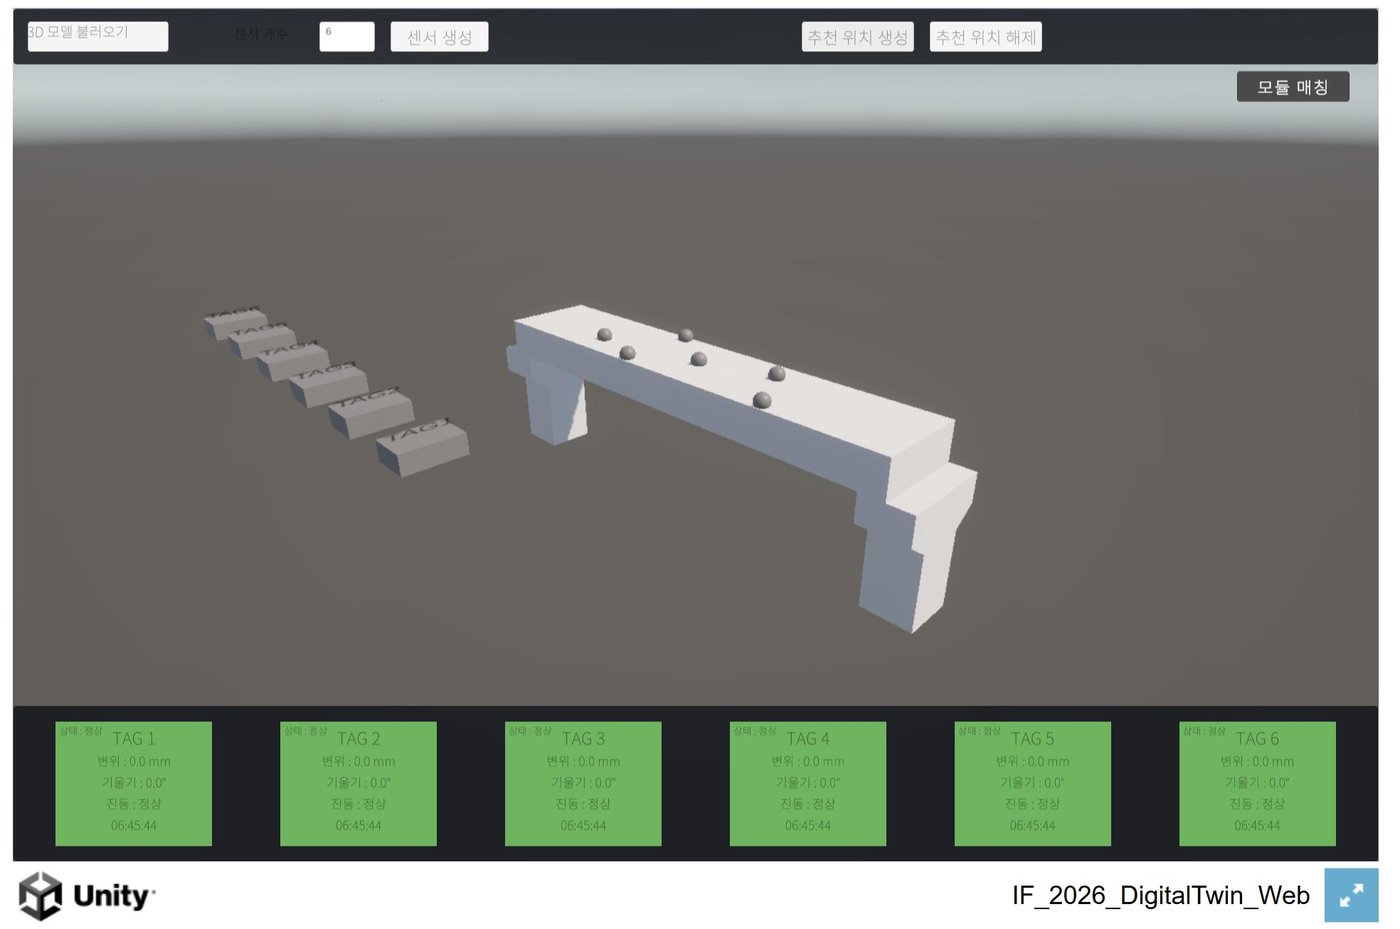 3D 모델 불러오기
센서 개수
6
센서 생성
추천 위치 생성
추천 위치 해제
모듈 매칭
TAG5
TAG4
TAG3
TAG2
TAG1
상태 : 정상
TAG 1
변위 : 0.0 mm
기울기 : 0.0°
진동 : 정상
06:45:44
상태 : 정상
TAG 2
변위 : 0.0 mm
기울기 : 0.0°
진동 : 정상
06:45:44
상태 : 정상
TAG 3
변위 : 0.0 mm
기울기 : 0.0°
진동 : 정상
06:45:44
상태 : 정상
TAG 4
변위 : 0.0 mm
기울기 : 0.0°
진동 : 정상
06:45:44
상태 : 정상
TAG 5
변위 : 0.0 mm
기울기 : 0.0°
진동 : 정상
06:45:44
상태 : 정상
TAG 6
변위 : 0.0 mm
기울기 : 0.0°
진동 : 정상
06:45:44
Unity
IF_2026_DigitalTwin_Web